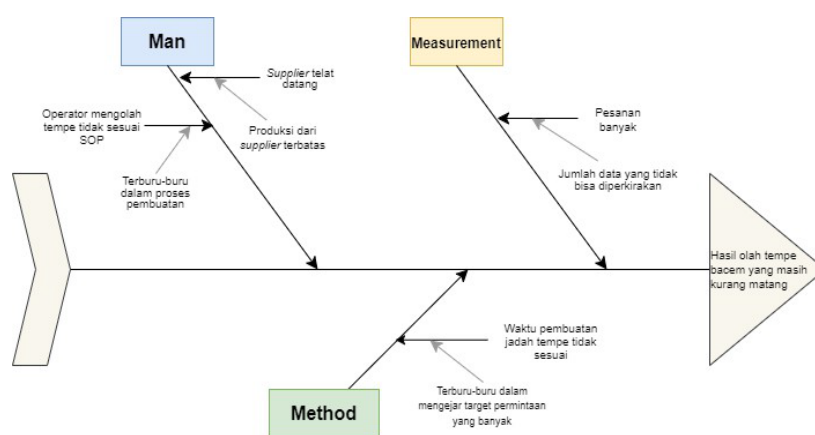 Man
Measurement
Supplier telat
datang
Operator mengolah
tempe tidak sesuai
SOP
Produksi dari
supplier terbatas
Terburu-buru
dalam proses
pembuatan
Pesanan
banyak
Jumlah data yang tidak
bisa diperkirakan
Hasil olah tempe
bacem yang masih
kurang matang
Waktu pembuatan
jadah tempe tidak
sesuai
Terburu-buru dalam
mengejar target permintaan
yang banyak
Method